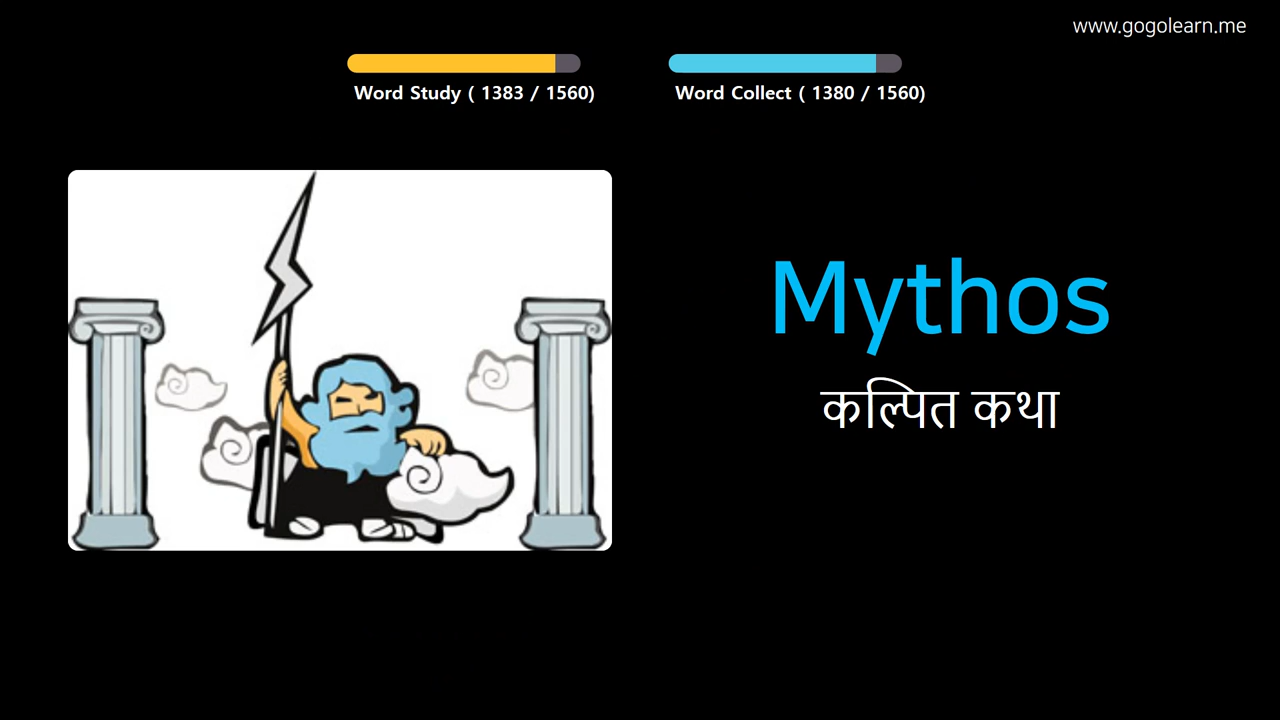 www.gogolearn.me
Word Study ( 1383 / 1560)
Word Collect ( 1380 / 1560)
Mythos
कल्पित कथा